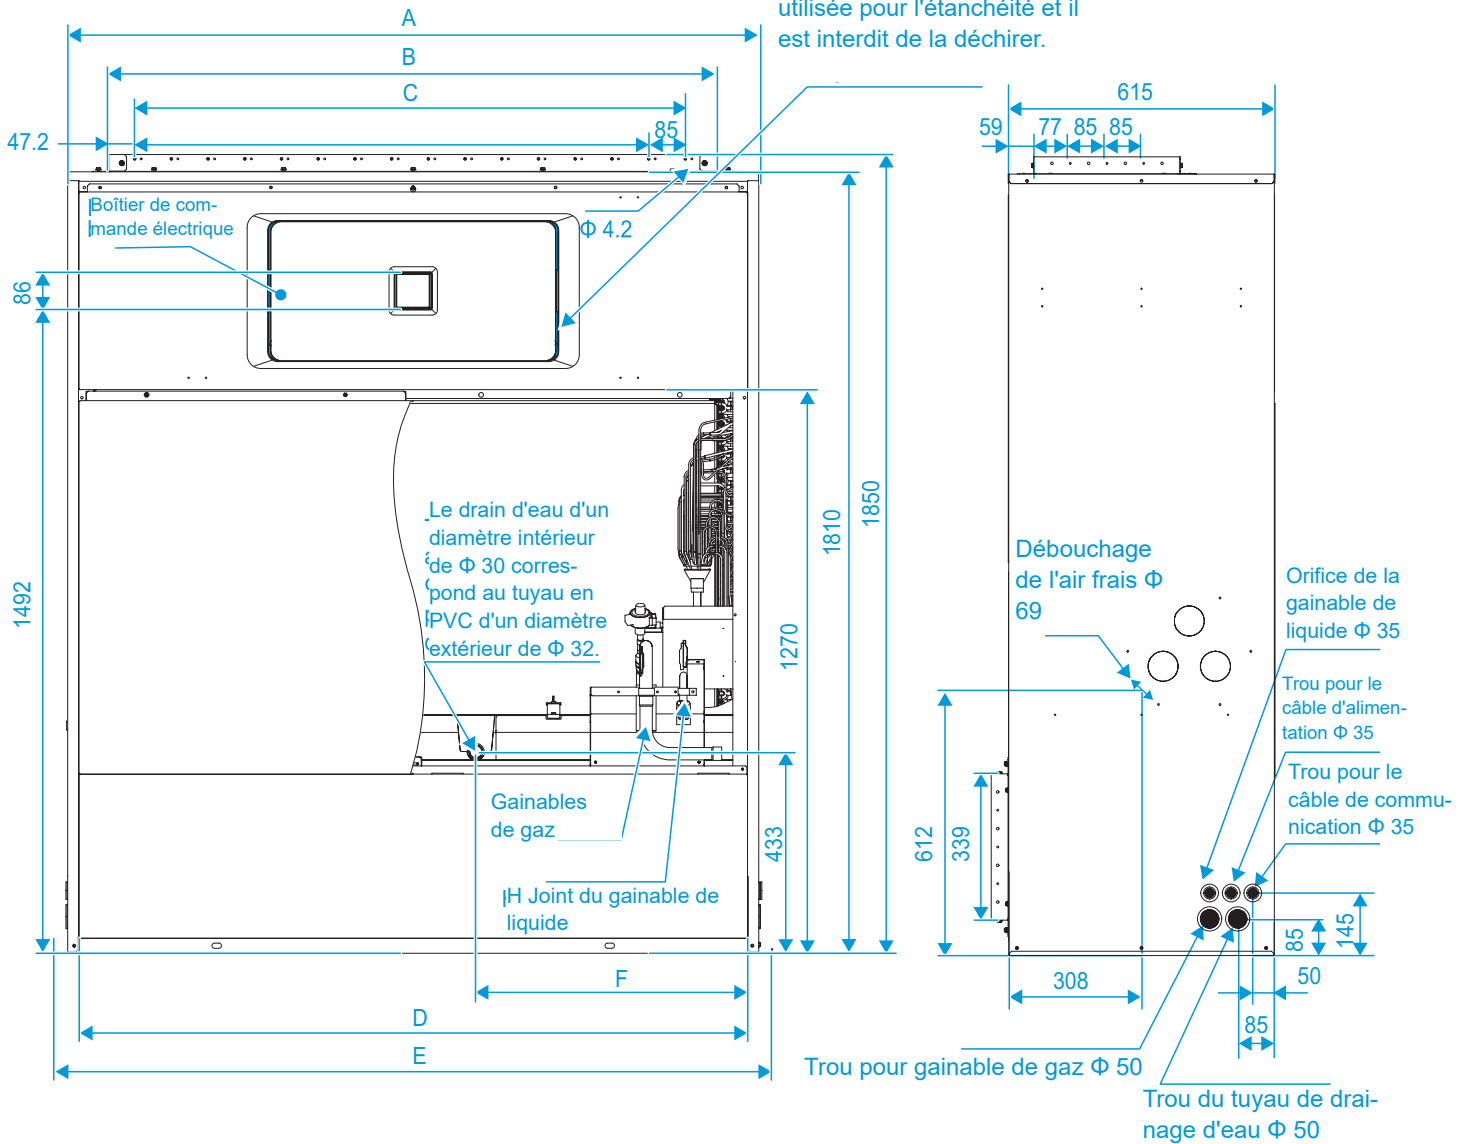 utilisée pour l'étanchéité et il
est interdit de la déchirer.
A
B
C
85
47.2
Boîtier de com-
mande électrique
Φ 4.2
86
1492
Le drain d'eau d'un
diamètre intérieur
de Φ 30 corres-
pond au tuyau en
PVC d'un diamètre
extérieur de Φ 32.
1270
1810
1850
433
Gainables
de gaz
H Joint du gainable de
liquide
F
D
E
615
59
77
85
85
Débouchage
de l'air frais Φ
69
Orifice de la
gainable de
liquide Φ 35
Trou pour le
câble d'alimen-
tation Φ 35
Trou pour le
câble de commu-
nication Φ 35
612
339
85
145
308
50
85
Trou pour gainable de gaz Φ 50
Trou du tuyau de drai-
nage d'eau Φ 50